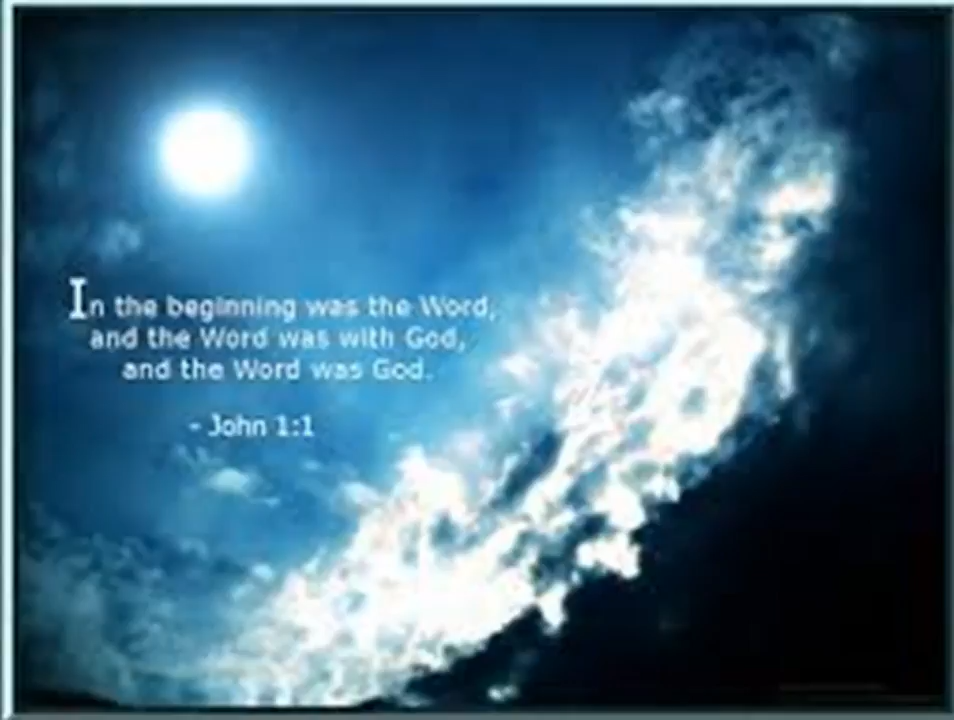 In the beginning was the Word,
and the Word was with God,
and the Word was God.
- John 1:1